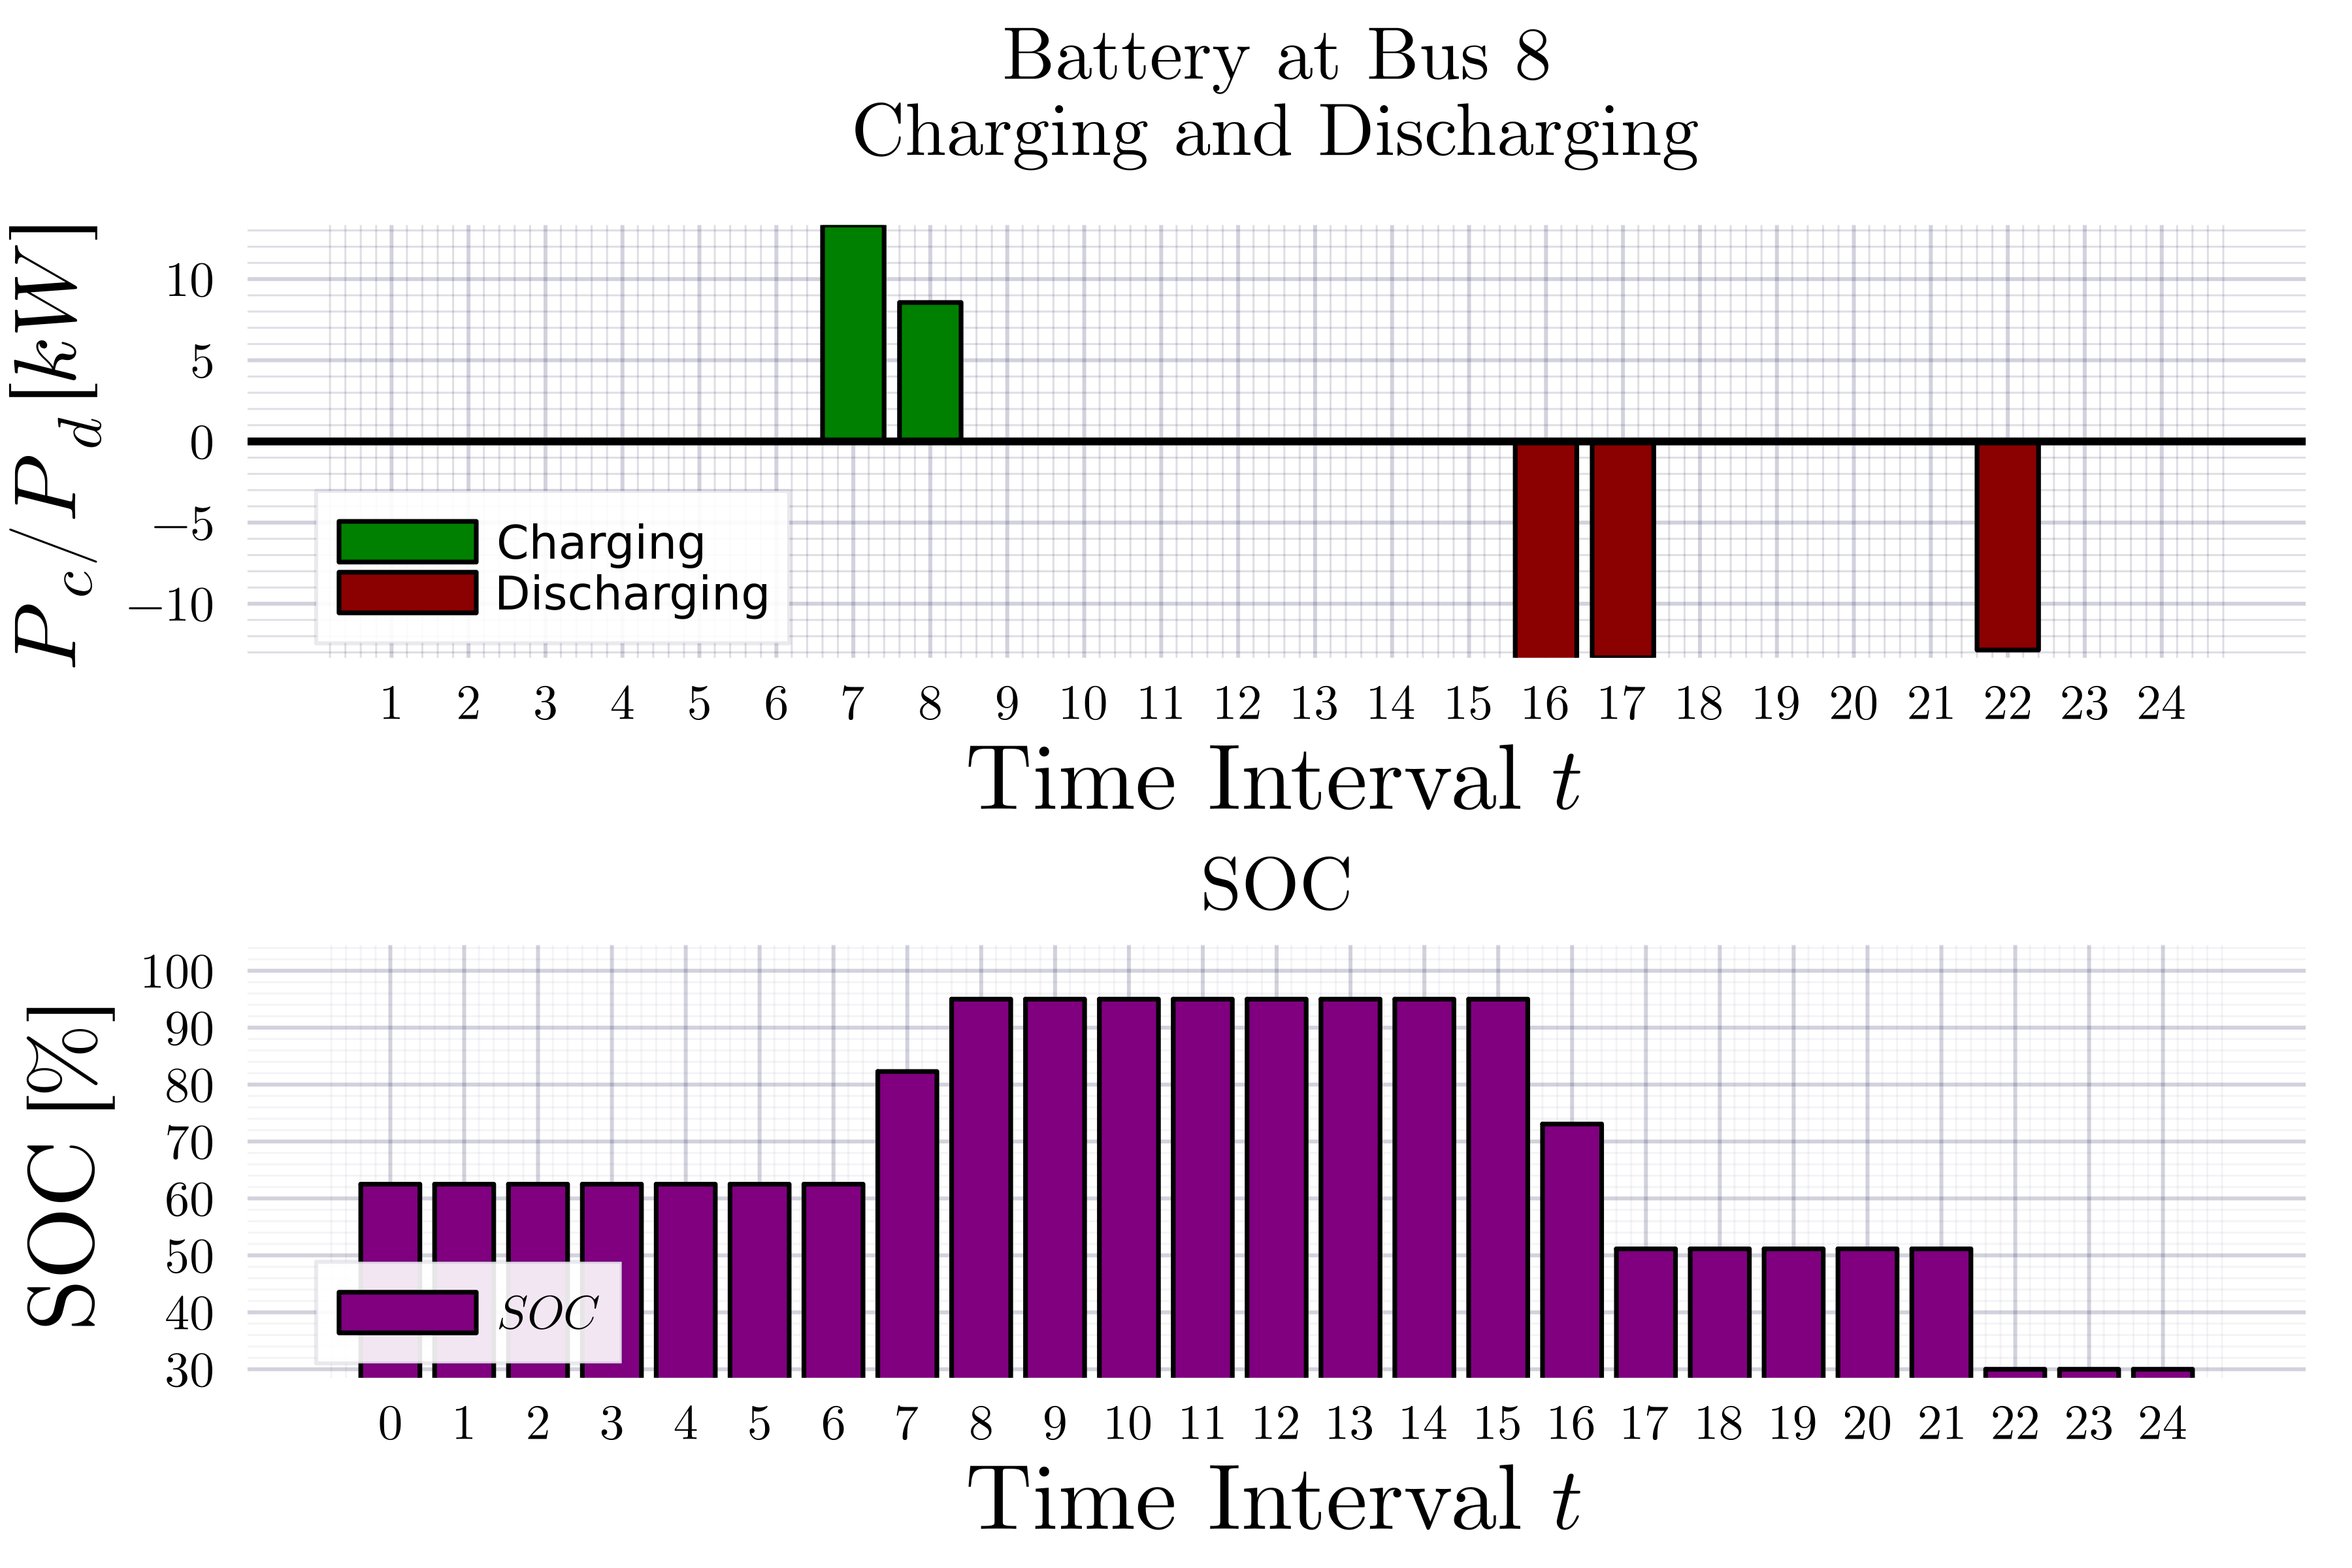 Battery at Bus 8
Charging and Discharging
P_c/P_d [kW]
10
5
0
−5
−10
Charging
Discharging
1 2 3 4 5 6 7 8 9 10 11 12 13 14 15 16 17 18 19 20 21 22 23 24
Time Interval t
SOC
SOC [%]
100
90
80
70
60
50
40
30
SOC
0 1 2 3 4 5 6 7 8 9 10 11 12 13 14 15 16 17 18 19 20 21 22 23 24
Time Interval t